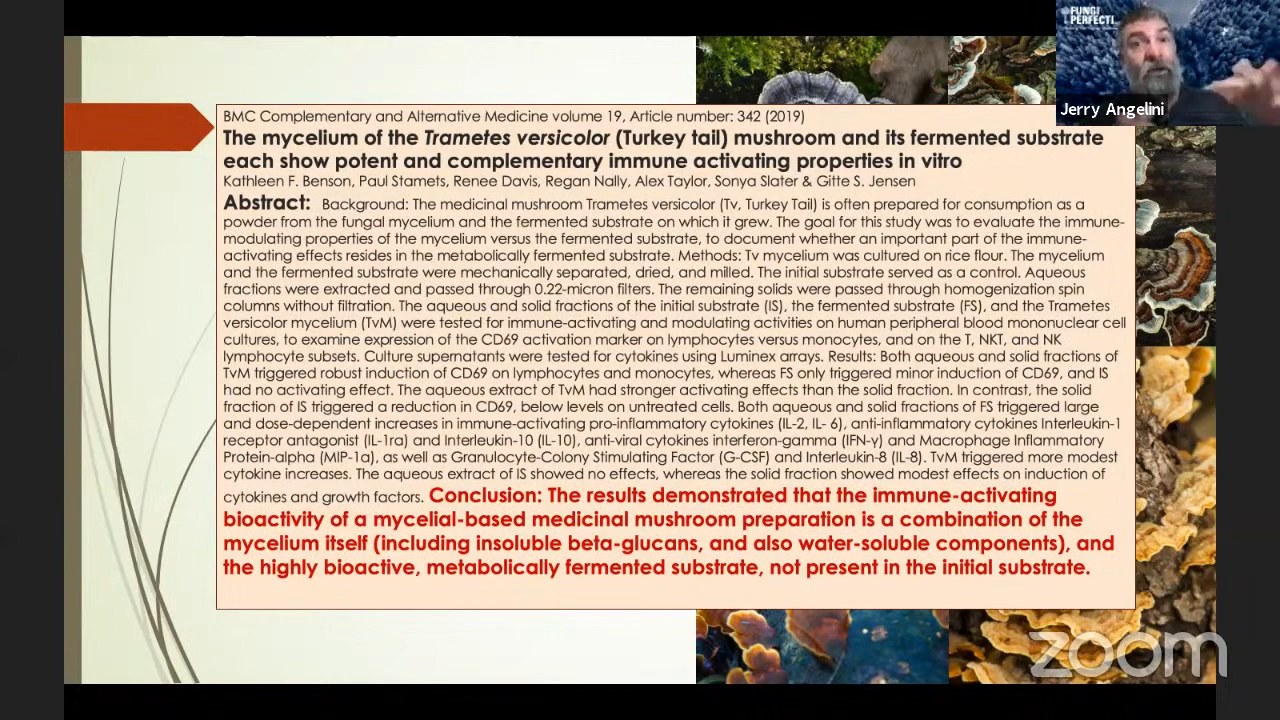 FUNGI
PERFECTI
Jerry Angelini
BMC Complementary and Alternative Medicine volume 19, Article number: 342 (2019)
The mycelium of the Trametes versicolor (Turkey tail) mushroom and its fermented substrate
each show potent and complementary immune activating properties in vitro
Kathleen F. Benson, Paul Stamets, Renee Davis, Regan Nally, Alex Taylor, Sonya Slater & Gitte S. Jensen
Abstract: Background: The medicinal mushroom Trametes versicolor (Tv, Turkey Tail) is often prepared for consumption as a
powder from the fungal mycelium and the fermented substrate on which it grew. The goal for this study was to evaluate the immune-
modulating properties of the mycelium versus the fermented substrate, to document whether an important part of the immune-
activating effects resides in the metabolically fermented substrate. Methods: Tv mycelium was cultured on rice flour. The mycelium
and the fermented substrate were mechanically separated, dried, and milled. The initial substrate served as a control. Aqueous
fractions were extracted and passed through 0.22-micron filters. The remaining solids were passed through homogenization spin
columns without filtration. The aqueous and solid fractions of the initial substrate (IS), the fermented substrate (FS), and the Trametes
versicolor mycelium (TvM) were tested for immune-activating and modulating activities on human peripheral blood mononuclear cell
cultures, to examine expression of the CD69 activation marker on lymphocytes versus monocytes, and on the T, NKT, and NK
lymphocyte subsets. Culture supernatants were tested for cytokines using Luminex arrays. Results: Both aqueous and solid fractions of
TvM triggered robust induction of CD69 on lymphocytes and monocytes, whereas FS only triggered minor induction of CD69, and IS
had no activating effect. The aqueous extract of TvM had stronger activating effects than the solid fraction. In contrast, the solid
fraction of IS triggered a reduction in CD69, below levels on untreated cells. Both aqueous and solid fractions of FS triggered large
and dose-dependent increases in immune-activating pro-inflammatory cytokines (IL-2, IL- 6), anti-inflammatory cytokines Interleukin-1
receptor antagonist (IL-1ra) and Interleukin-10 (IL-10), anti-viral cytokines interferon-gamma (IFN-γ) and Macrophage Inflammatory
Protein-alpha (MIP-1α), as well as Granulocyte-Colony Stimulating Factor (G-CSF) and Interleukin-8 (IL-8). TvM triggered more modest
cytokine increases. The aqueous extract of IS showed no effects, whereas the solid fraction showed modest effects on induction of
cytokines and growth factors. Conclusion: The results demonstrated that the immune-activating
bioactivity of a mycelial-based medicinal mushroom preparation is a combination of the
mycelium itself (including insoluble beta-glucans, and also water-soluble components), and
the highly bioactive, metabolically fermented substrate, not present in the initial substrate.
zoom